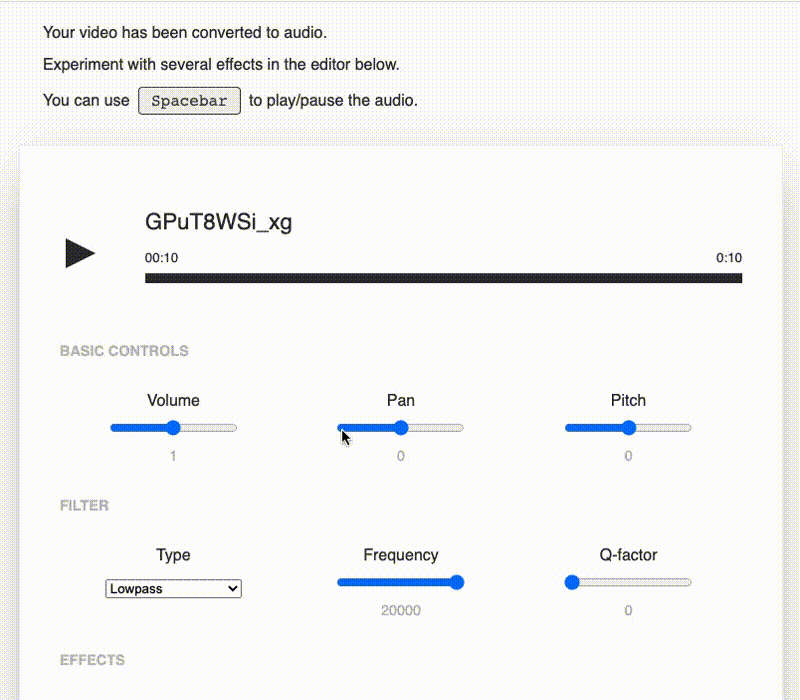 Your video has been converted to audio.
Experiment with several effects in the editor below.
You can use Spacebar to play/pause the audio.
GPuT8WSi_xg
00:10 0:10
BASIC CONTROLS
Volume Pan Pitch
1 0 0
FILTER
Type Frequency Q-factor
Lowpass
20000 0
EFFECTS